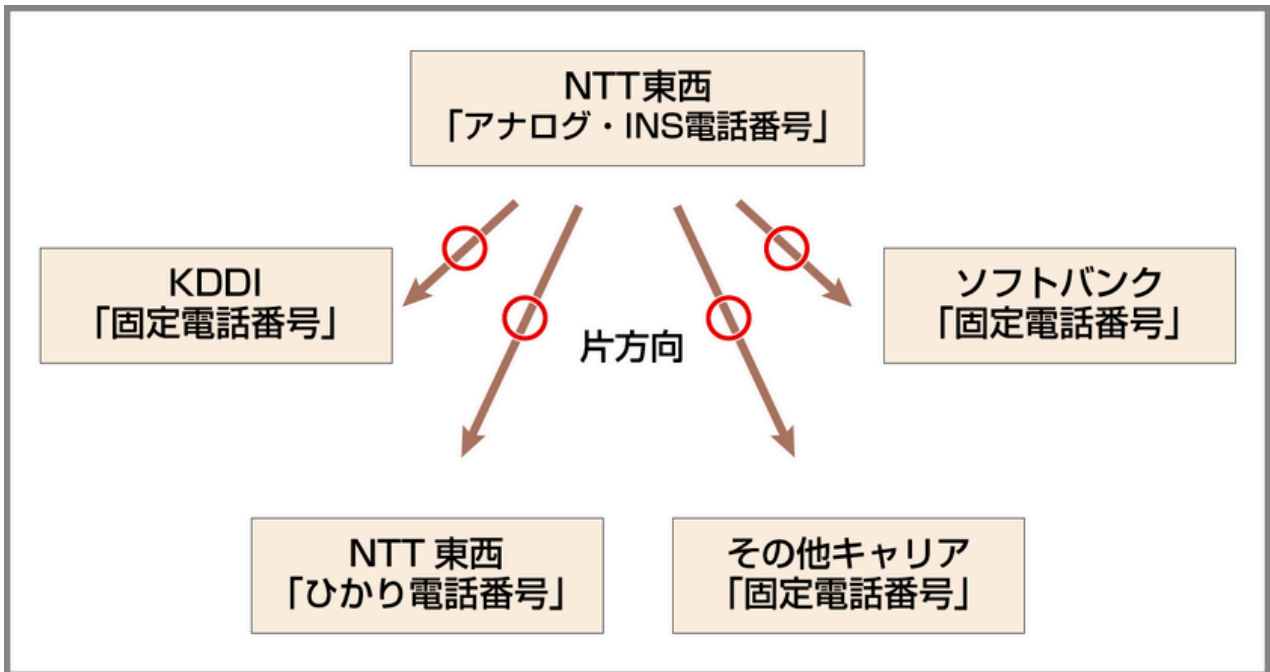 NTT東西
「アナログ・INS電話番号」
KDDI
「固定電話番号」
ソフトバンク
「固定電話番号」
片方向
NTT 東西
「ひかり電話番号」
その他キャリア
「固定電話番号」